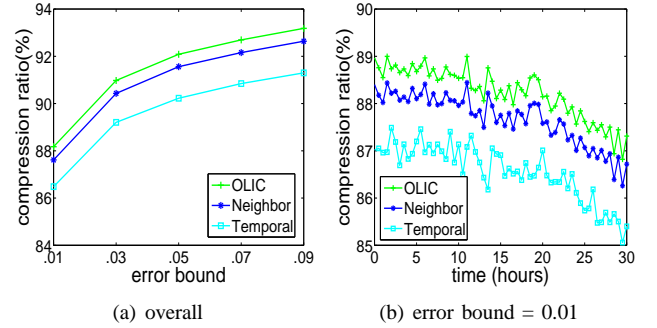 compression ratio(%)
94
92
90
88
86
84
.01
.03
.05
.07
.09
error bound
OLIC
Neighbor
Temporal
(a) overall
compression ratio(%)
90
89
88
87
86
85
0
5
10
15
20
25
30
time (hours)
OLIC
Neighbor
Temporal
(b) error bound = 0.01